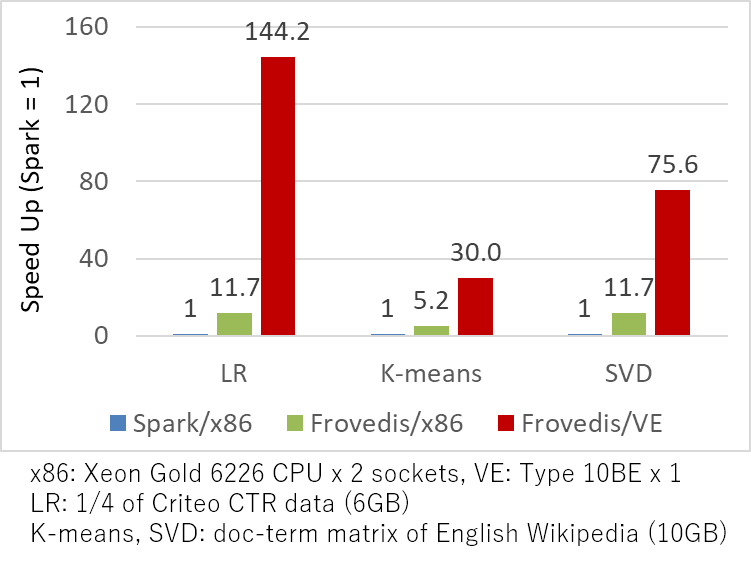 Speed Up (Spark = 1)
160
120
80
40
0
1
11.7
144.2
1
5.2
30.0
1
11.7
75.6
LR
K-means
SVD
Spark/x86
Frovedis/x86
Frovedis/VE
x86: Xeon Gold 6226 CPU x 2 sockets, VE: Type 10BE x 1
LR: 1/4 of Criteo CTR data (6GB)
K-means, SVD: doc-term matrix of English Wikipedia (10GB)